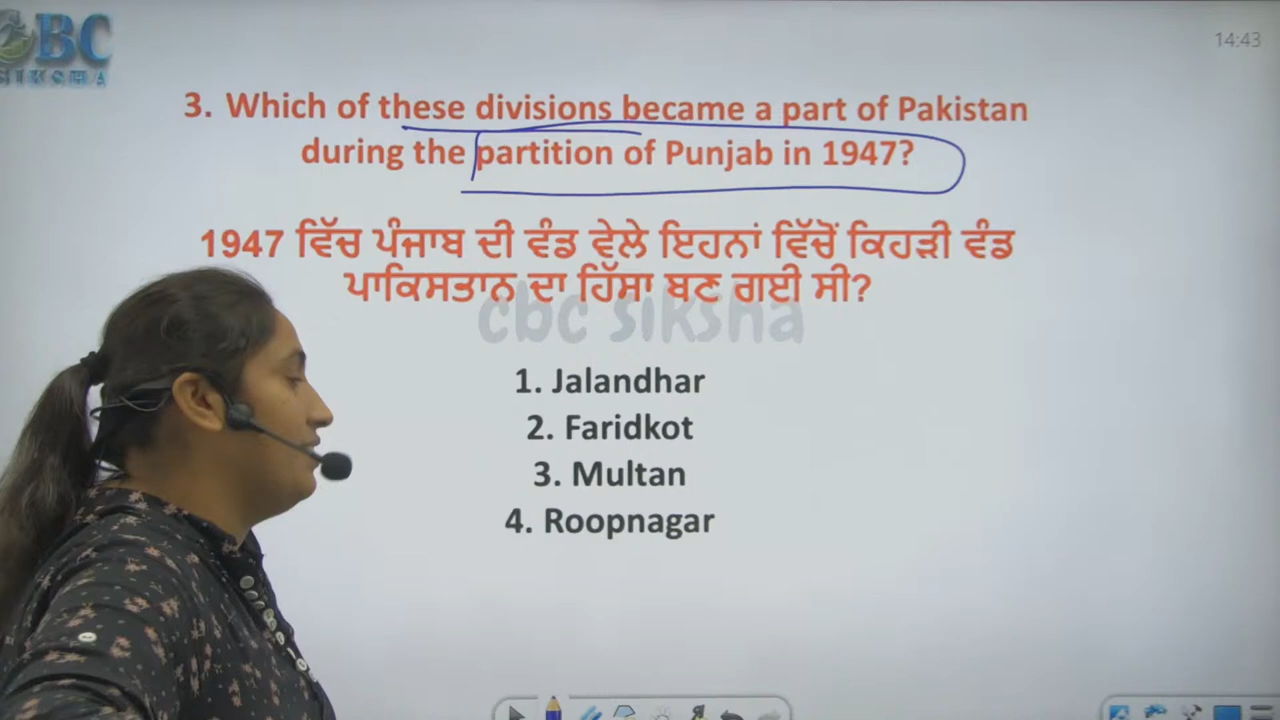 CBC
SIKSHA
14:43
3. Which of these divisions became a part of Pakistan
during the partition of Punjab in 1947?
1947 ਵਿੱਚ ਪੰਜਾਬ ਦੀ ਵੰਡ ਵੇਲੇ ਇਹਨਾਂ ਵਿੱਚੋਂ ਕਿਹੜੀ ਵੰਡ
ਪਾਕਿਸਤਾਨ ਦਾ ਹਿੱਸਾ ਬਣ ਗਈ ਸੀ?
cbc siksha
1. Jalandhar
2. Faridkot
3. Multan
4. Roopnagar